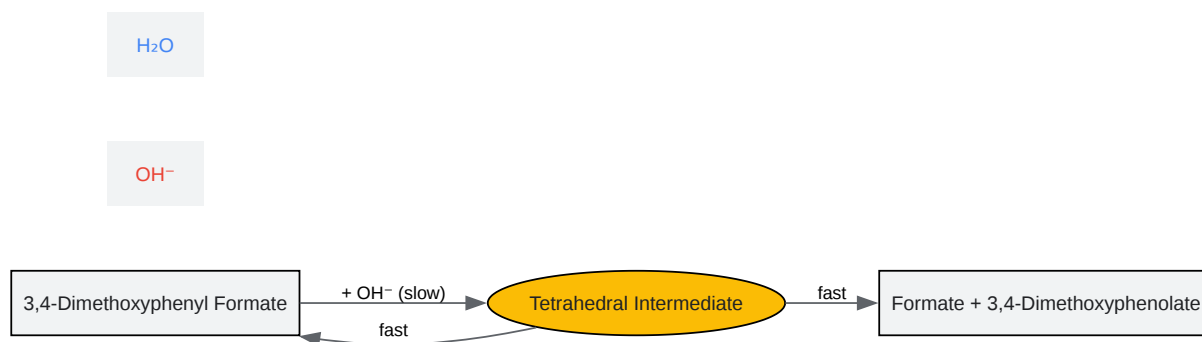 H₂O
OH⁻
3,4-Dimethoxyphenyl Formate
+ OH⁻ (slow)
Tetrahedral Intermediate
fast
Formate + 3,4-Dimethoxyphenolate
fast